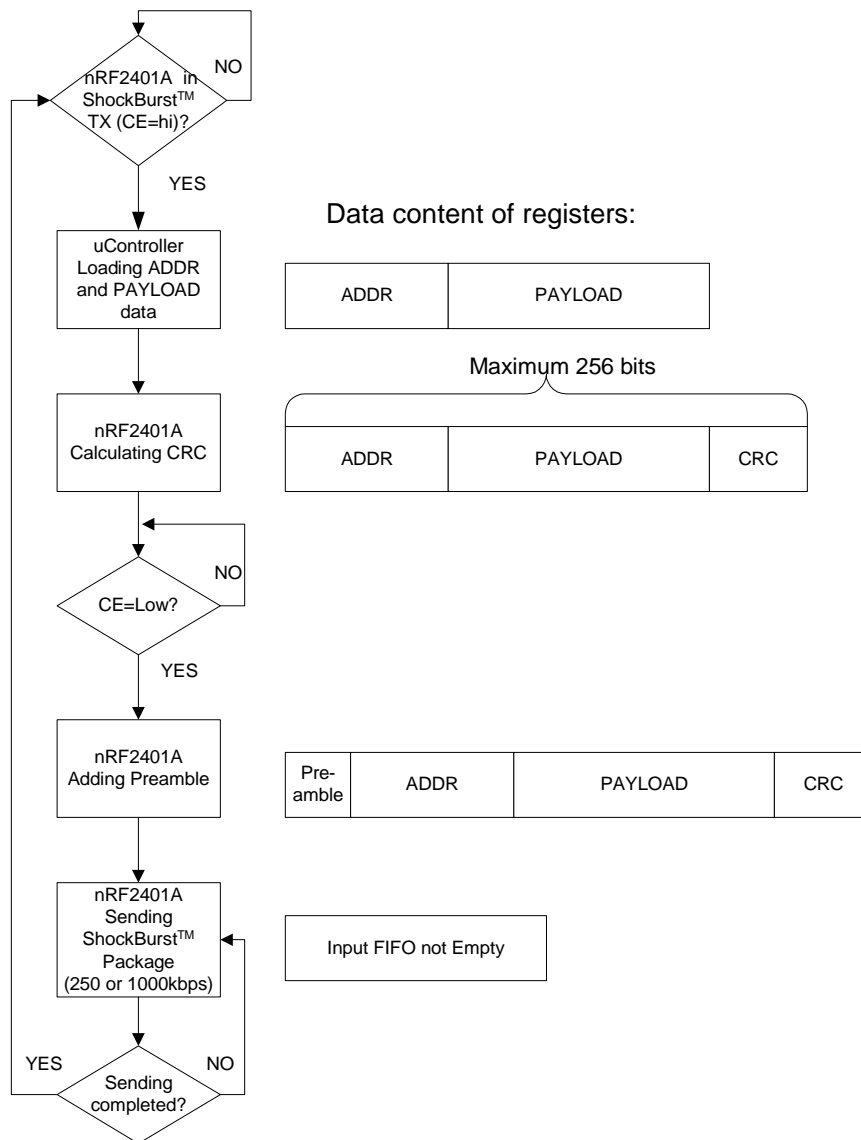 NO
nRF2401A in
ShockBurst™
TX (CE=hi)?
YES
Data content of registers:
uController
Loading ADDR
and PAYLOAD
data
ADDR PAYLOAD
Maximum 256 bits
nRF2401A
Calculating CRC
ADDR PAYLOAD CRC
NO
CE=Low?
YES
nRF2401A
Adding Preamble
Pre-
amble
ADDR PAYLOAD CRC
nRF2401A
Sending
ShockBurst™
Package
(250 or 1000kbps)
Input FIFO not Empty
YES NO
Sending
completed?